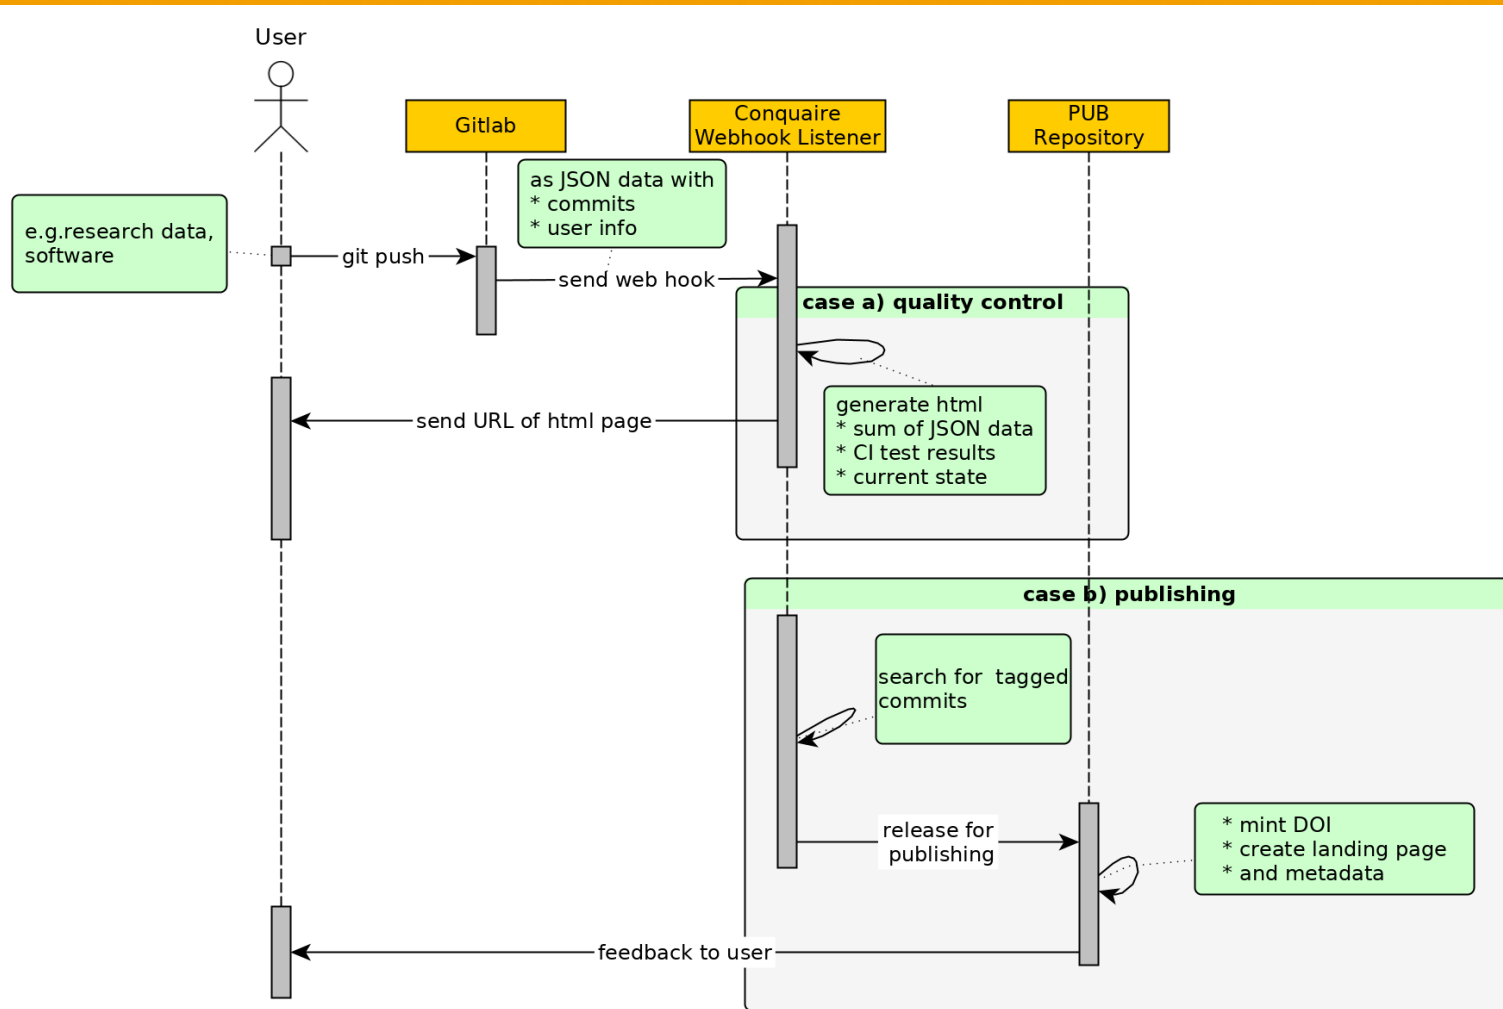 User
Gitlab
Conquaire
Webhook Listener
PUB
Repository
as JSON data with
* commits
* user info
e.g.research data,
software
git push
send web hook
case a) quality control
generate html
* sum of JSON data
* CI test results
* current state
send URL of html page
case b) publishing
search for  tagged
commits
release for
publishing
* mint DOI
* create landing page
* and metadata
feedback to user